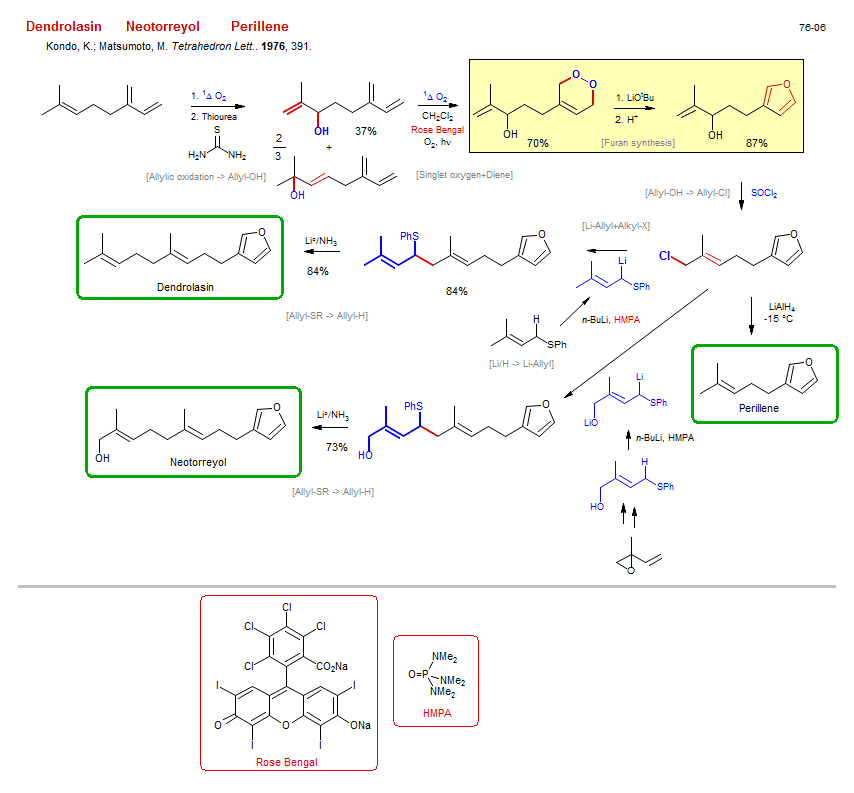 Dendrolasin Neotorreyol Perillene
76-06
Kondo, K.; Matsumoto, M. Tetrahedron Lett.. 1976, 391.
1. ¹Δ O₂
2. Thiourea
S
H₂N NH₂
[Allylic oxidation -> Allyl-OH]
OH
37%
2
3
+
OH
¹Δ O₂
CH₂Cl₂
Rose Bengal
O₂, hν
[Singlet oxygen+Diene]
O
O
OH
70%
1. LiOᵗBu
2. H⁺
[Furan synthesis]
O
OH
87%
[Allyl-OH -> Allyl-Cl]
SOCl₂
Dendrolasin
O
Li°/NH₃
84%
[Allyl-SR -> Allyl-H]
PhS
O
84%
[Li-Allyl+Alkyl-X]
Li
SPh
n-BuLi, HMPA
H
SPh
[Li/H -> Li-Allyl]
Cl
O
LiAlH₄
-15 °C
O
Perillene
O
OH
Neotorreyol
Li°/NH₃
73%
[Allyl-SR -> Allyl-H]
PhS
HO
O
Li
SPh
LiO
n-BuLi, HMPA
H
SPh
HO
O
Cl
Cl
Cl
Cl
CO₂Na
I
I
O
O
ONa
I
I
Rose Bengal
NMe₂
O=P
NMe₂
NMe₂
HMPA